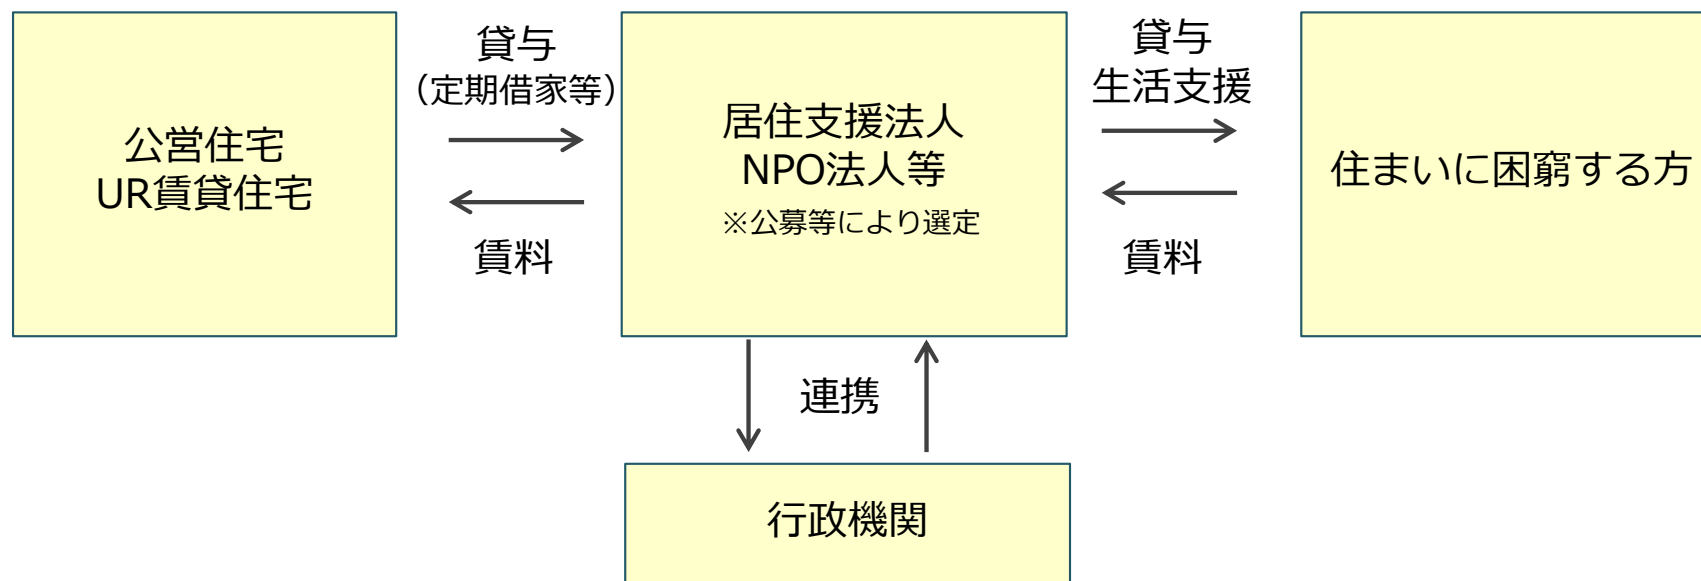 公営住宅
UR賃貸住宅
貸与
（定期借家等）
賃料
居住支援法人
NPO法人等
※公募等により選定
貸与
生活支援
賃料
住まいに困窮する方
連携
行政機関